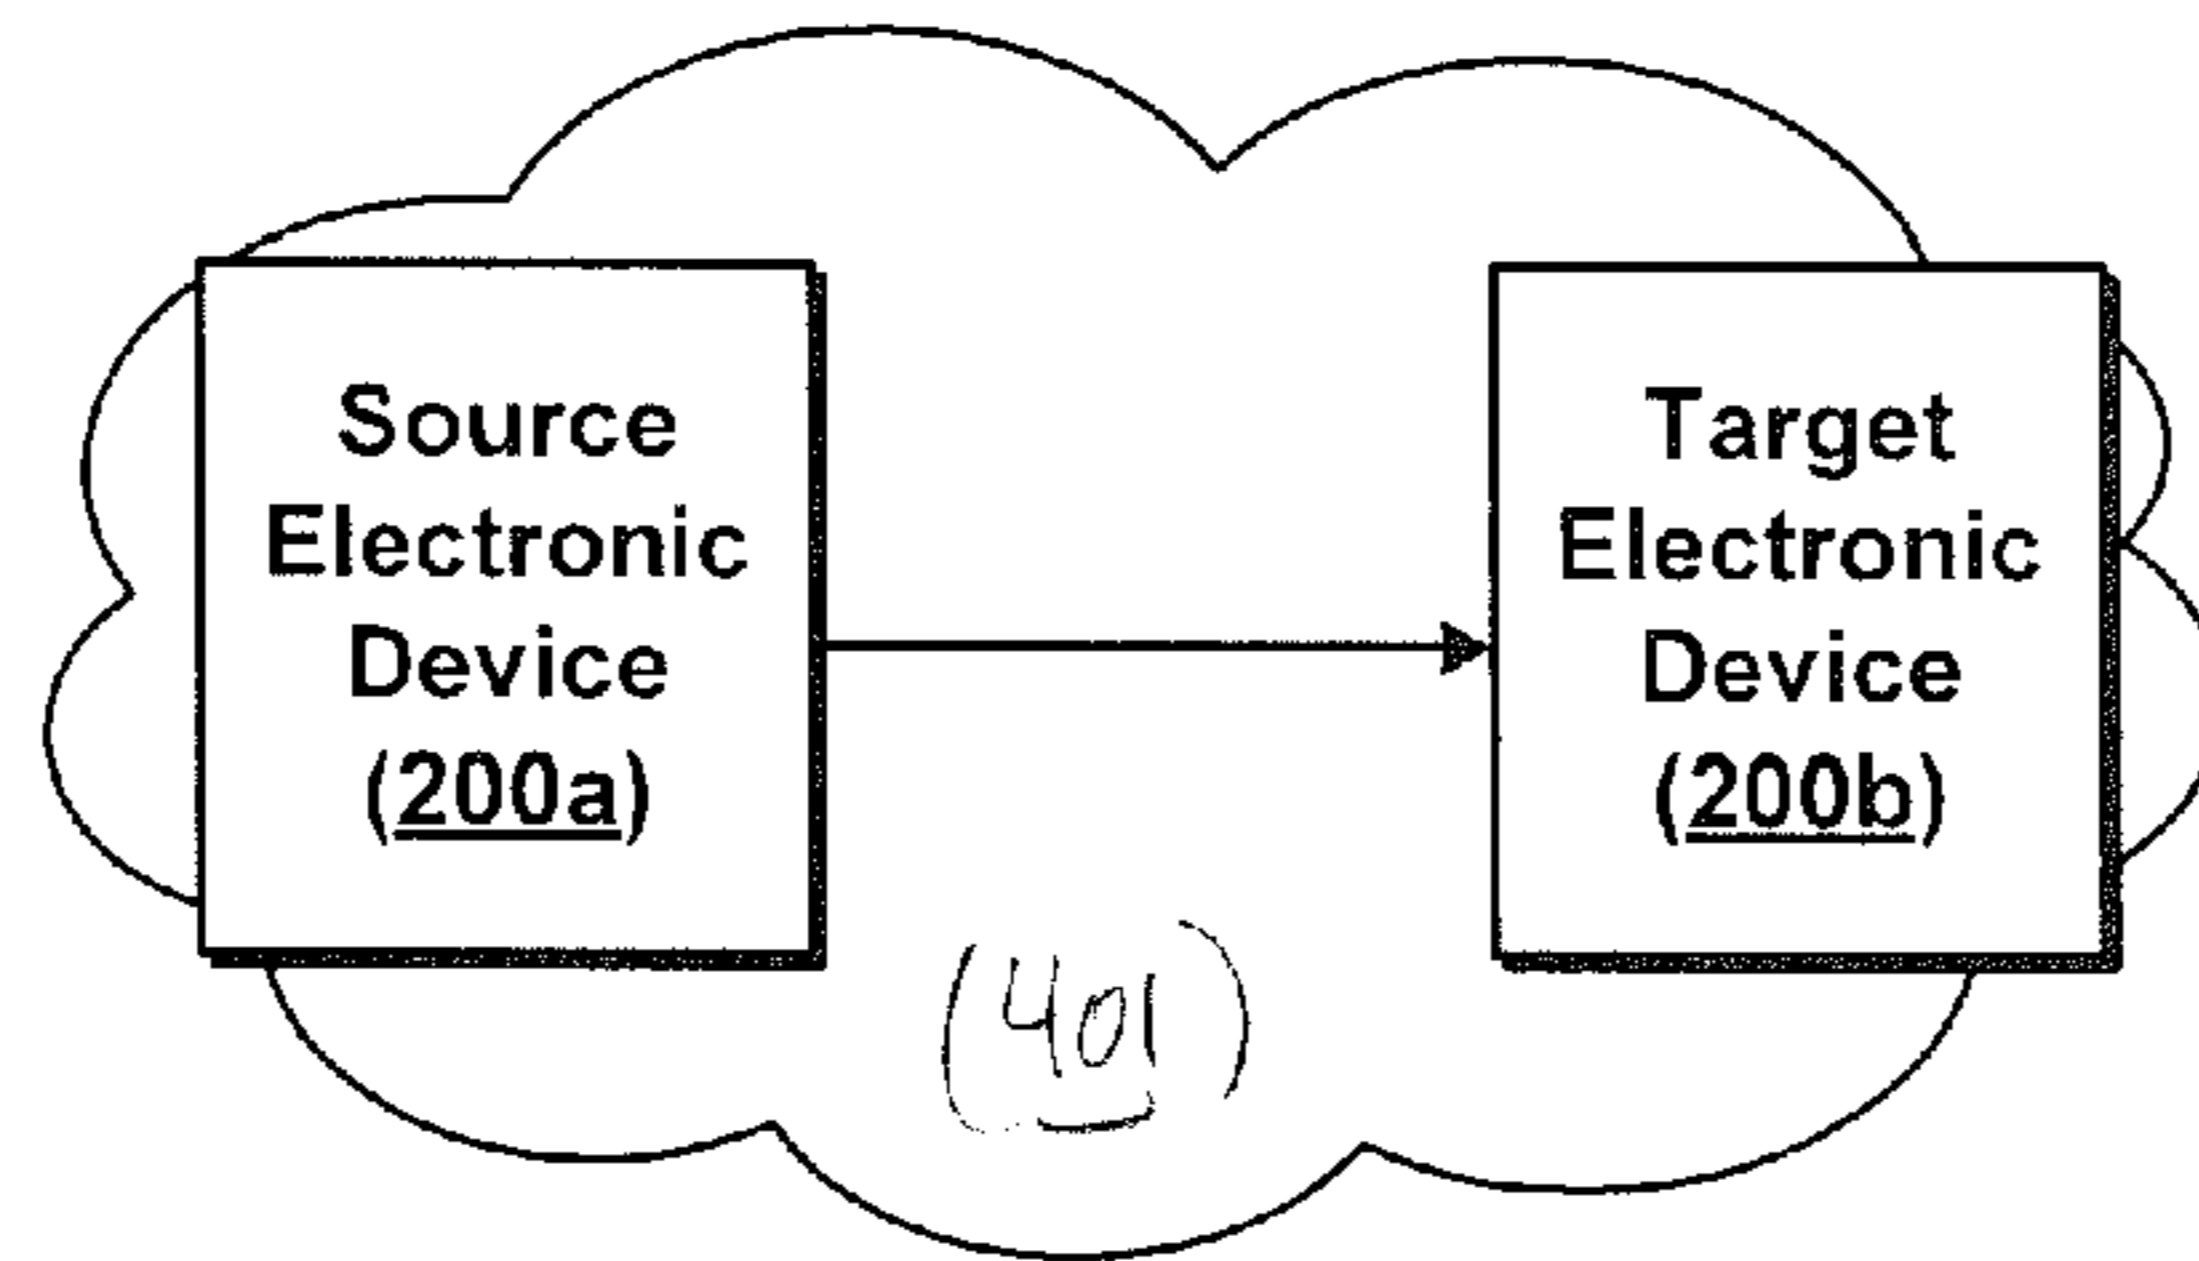 Source
Electronic
Device
(200a)
Target
Electronic
Device
(200b)
(401)